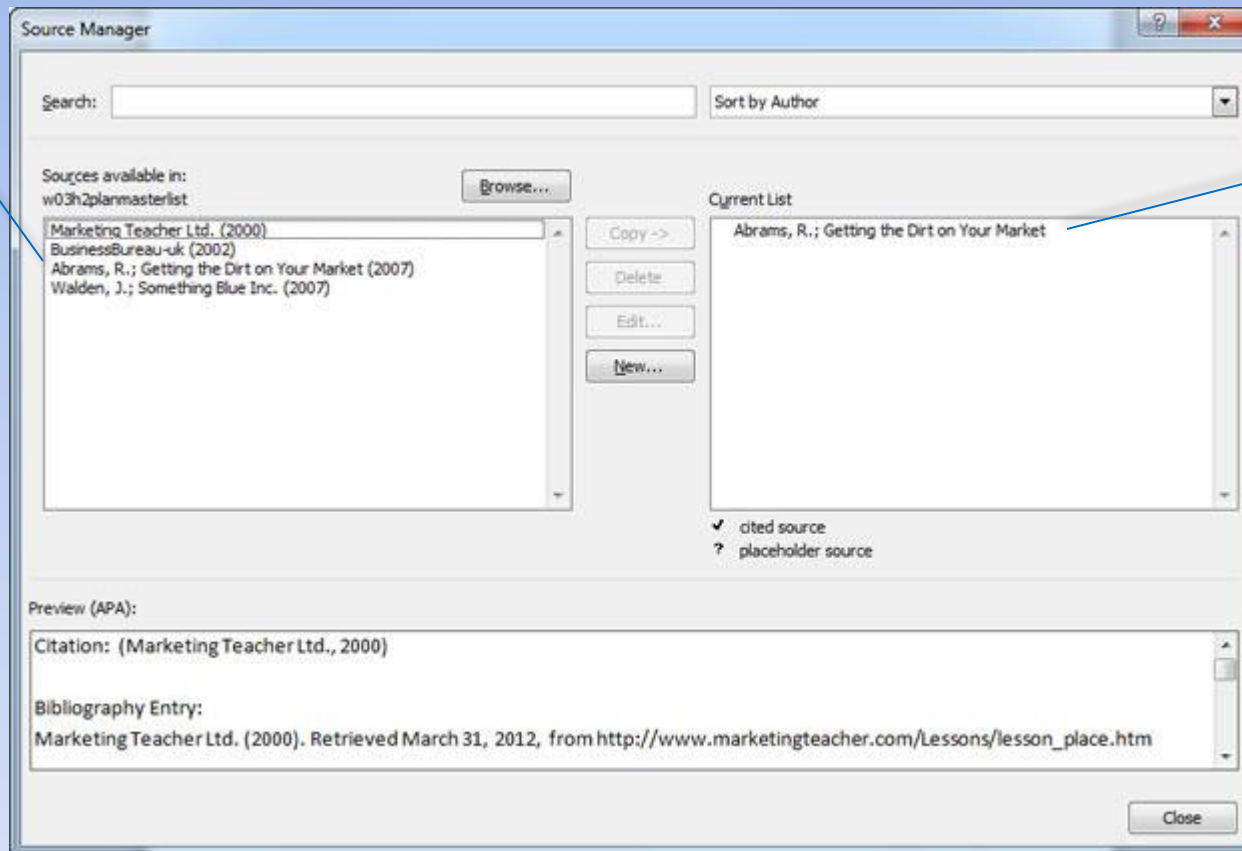 Source Manager
Search:
Sort by Author
Sources available in:
w03h2planmasterlist
Browse...
Current List
Marketing Teacher Ltd. (2000)
BusinessBureau-uk (2002)
Abrams, R.; Getting the Dirt on Your Market (2007)
Walden, J.; Something Blue Inc. (2007)
Copy ->
Delete
Edit...
New...
Abrams, R.; Getting the Dirt on Your Market
✓ cited source
? placeholder source
Preview (APA):
Citation: (Marketing Teacher Ltd., 2000)
Bibliography Entry:
Marketing Teacher Ltd. (2000). Retrieved March 31, 2012, from http://www.marketingteacher.com/Lessons/lesson_place.htm
Close